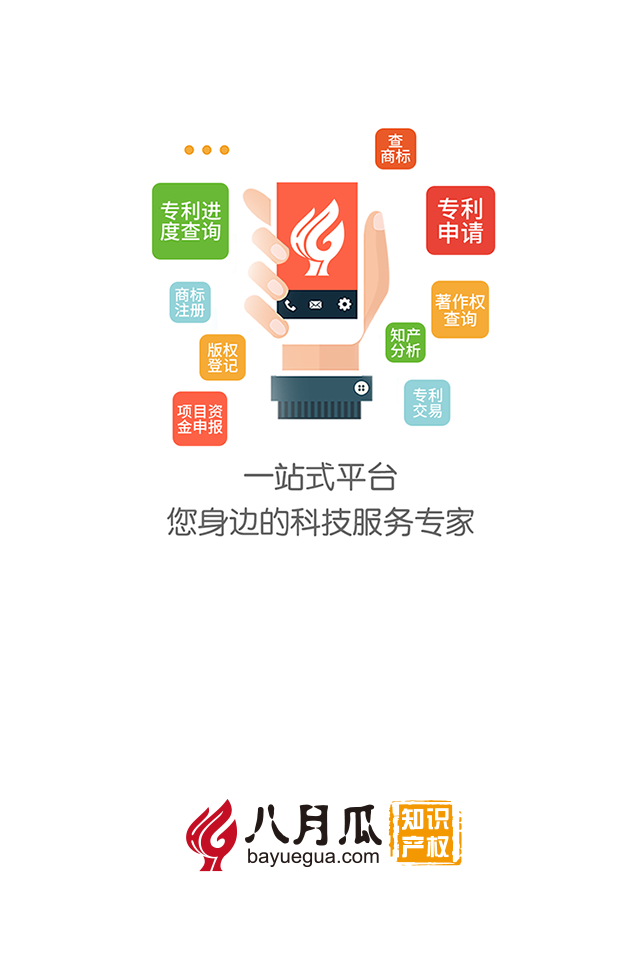 查
商标
专利进
度查询
专利
申请
商标
注册
著作权
查询
知产
分析
版权
登记
专利
交易
项目资
金申报
一站式平台
您身边的科技服务专家
八月瓜
bayuegua.com
知识
产权